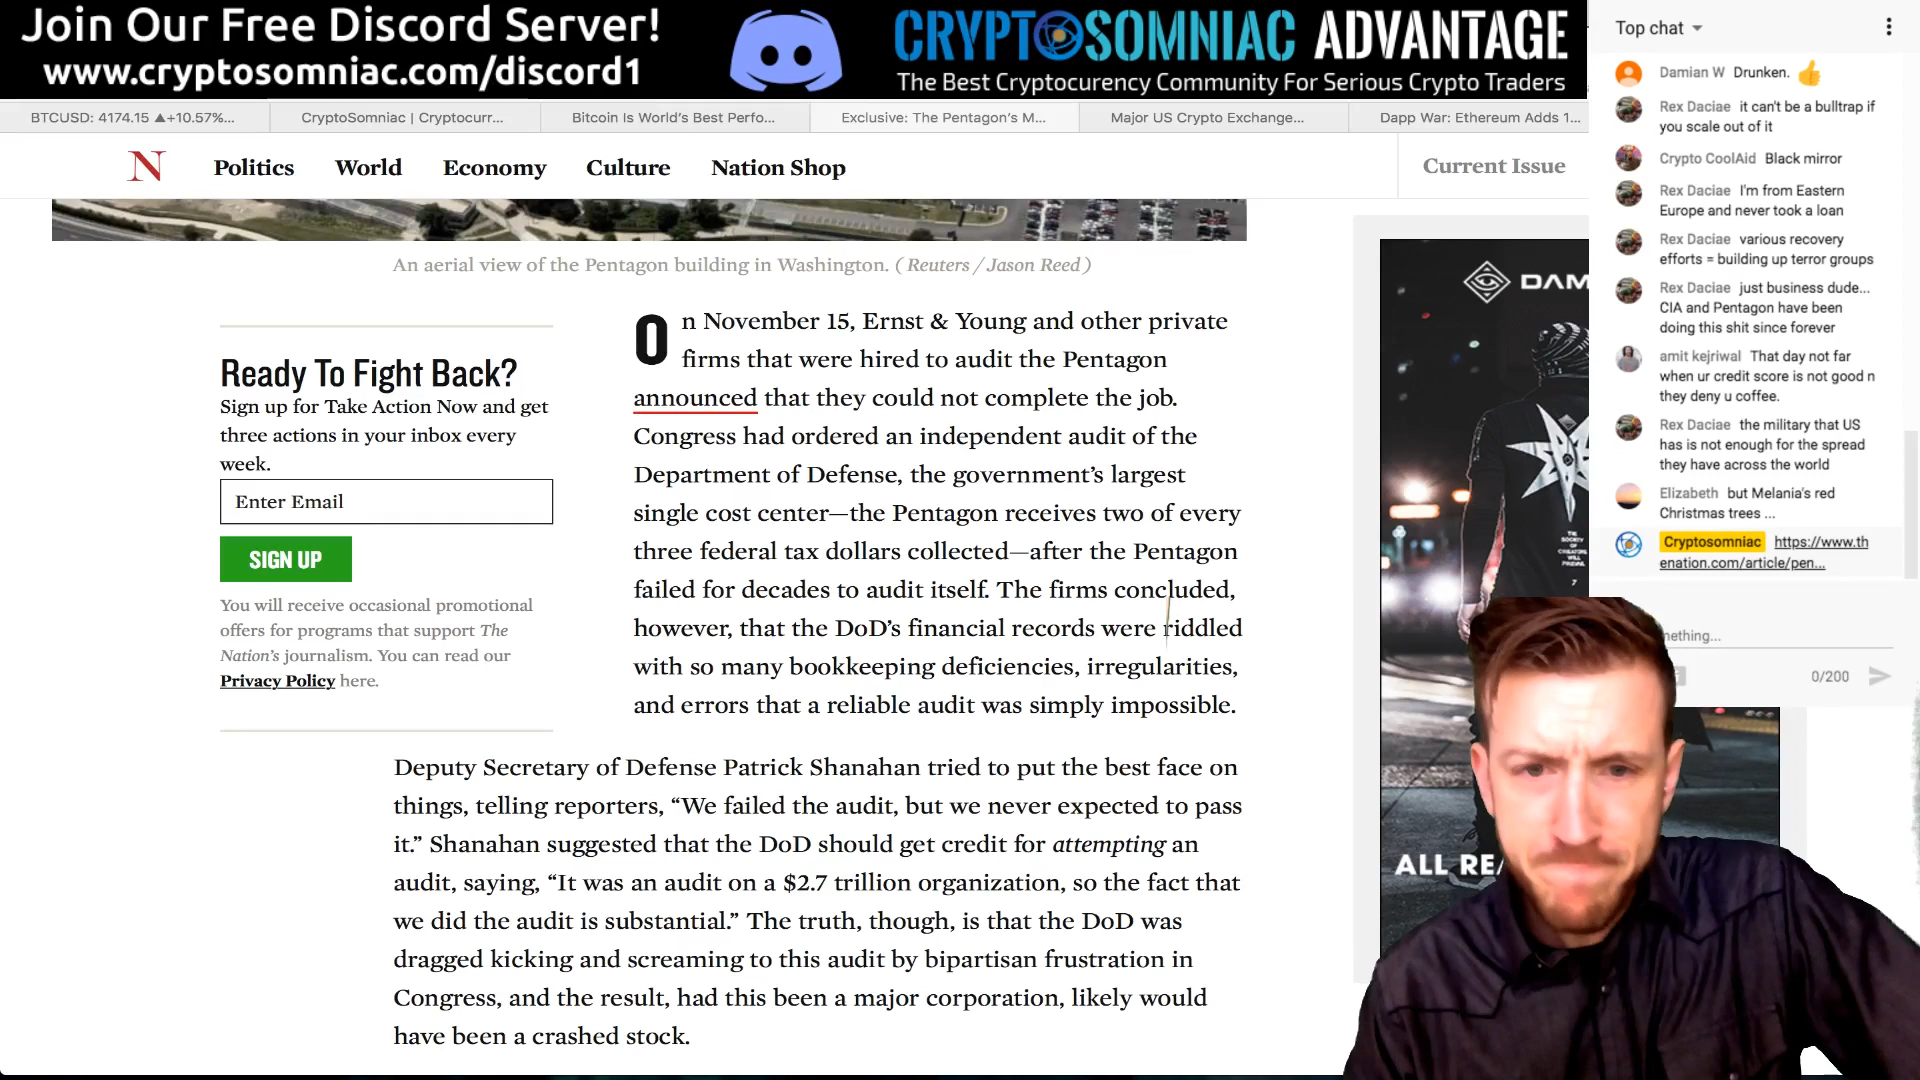 Join Our Free Discord Server!
www.cryptosomniac.com/discord1
CRYPTOSOMNIAC ADVANTAGE
The Best Cryptocurency Community For Serious Crypto Traders
BTCUSD: 4174.15 ▲+10.57%...
CryptoSomniac | Cryptocurr...
Bitcoin Is World's Best Perfo...
Exclusive: The Pentagon's M...
Major US Crypto Exchange...
Dapp War: Ethereum Adds 1...
N
Politics
World
Economy
Culture
Nation Shop
Current Issue
An aerial view of the Pentagon building in Washington. ( Reuters / Jason Reed )
Ready To Fight Back?
Sign up for Take Action Now and get
three actions in your inbox every
week.
Enter Email
SIGN UP
You will receive occasional promotional
offers for programs that support The
Nation's journalism. You can read our
Privacy Policy here.
On November 15, Ernst & Young and other private
firms that were hired to audit the Pentagon
announced that they could not complete the job.
Congress had ordered an independent audit of the
Department of Defense, the government's largest
single cost center—the Pentagon receives two of every
three federal tax dollars collected—after the Pentagon
failed for decades to audit itself. The firms concluded,
however, that the DoD's financial records were riddled
with so many bookkeeping deficiencies, irregularities,
and errors that a reliable audit was simply impossible.
Deputy Secretary of Defense Patrick Shanahan tried to put the best face on
things, telling reporters, “We failed the audit, but we never expected to pass
it.” Shanahan suggested that the DoD should get credit for attempting an
audit, saying, “It was an audit on a $2.7 trillion organization, so the fact that
we did the audit is substantial.” The truth, though, is that the DoD was
dragged kicking and screaming to this audit by bipartisan frustration in
Congress, and the result, had this been a major corporation, likely would
have been a crashed stock.
DAM
ALL REA
Top chat
Damian W Drunken.
Rex Daciae it can't be a bulltrap if
you scale out of it
Crypto CoolAid Black mirror
Rex Daciae I'm from Eastern
Europe and never took a loan
Rex Daciae various recovery
efforts = building up terror groups
Rex Daciae just business dude...
CIA and Pentagon have been
doing this shit since forever
amit kejriwal That day not far
when ur credit score is not good n
they deny u coffee.
Rex Daciae the military that US
has is not enough for the spread
they have across the world
Elizabeth but Melania's red
Christmas trees ...
Cryptosomniac https://www.th
enation.com/article/pen...
nething...
0/200